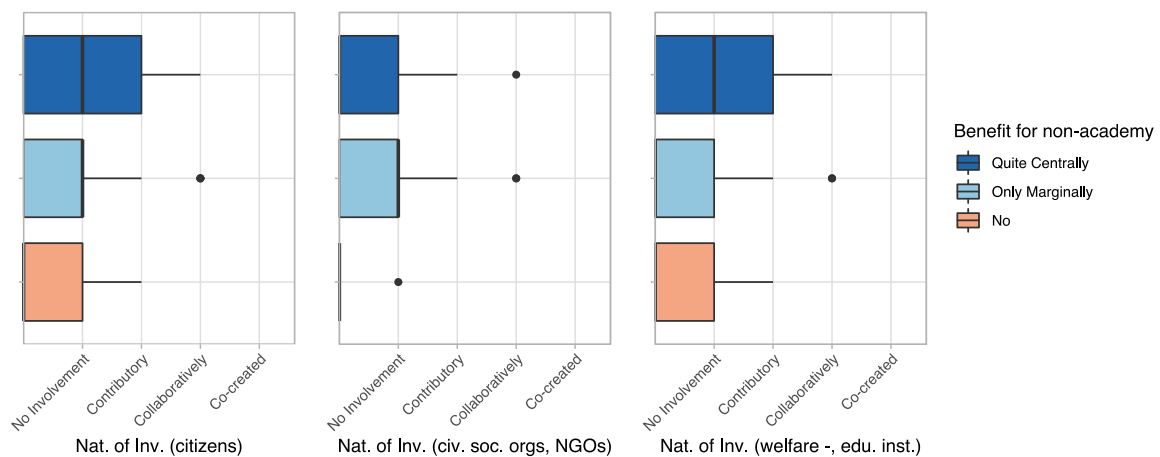 No Involvement
Contributory
Collaboratively
Co-created
Nat. of Inv. (citizens)
No Involvement
Contributory
Collaboratively
Co-created
Nat. of Inv. (civ. soc. orgs, NGOs)
No Involvement
Contributory
Collaboratively
Co-created
Nat. of Inv. (welfare -, edu. inst.)
Benefit for non-academy
Quite Centrally
Only Marginally
No